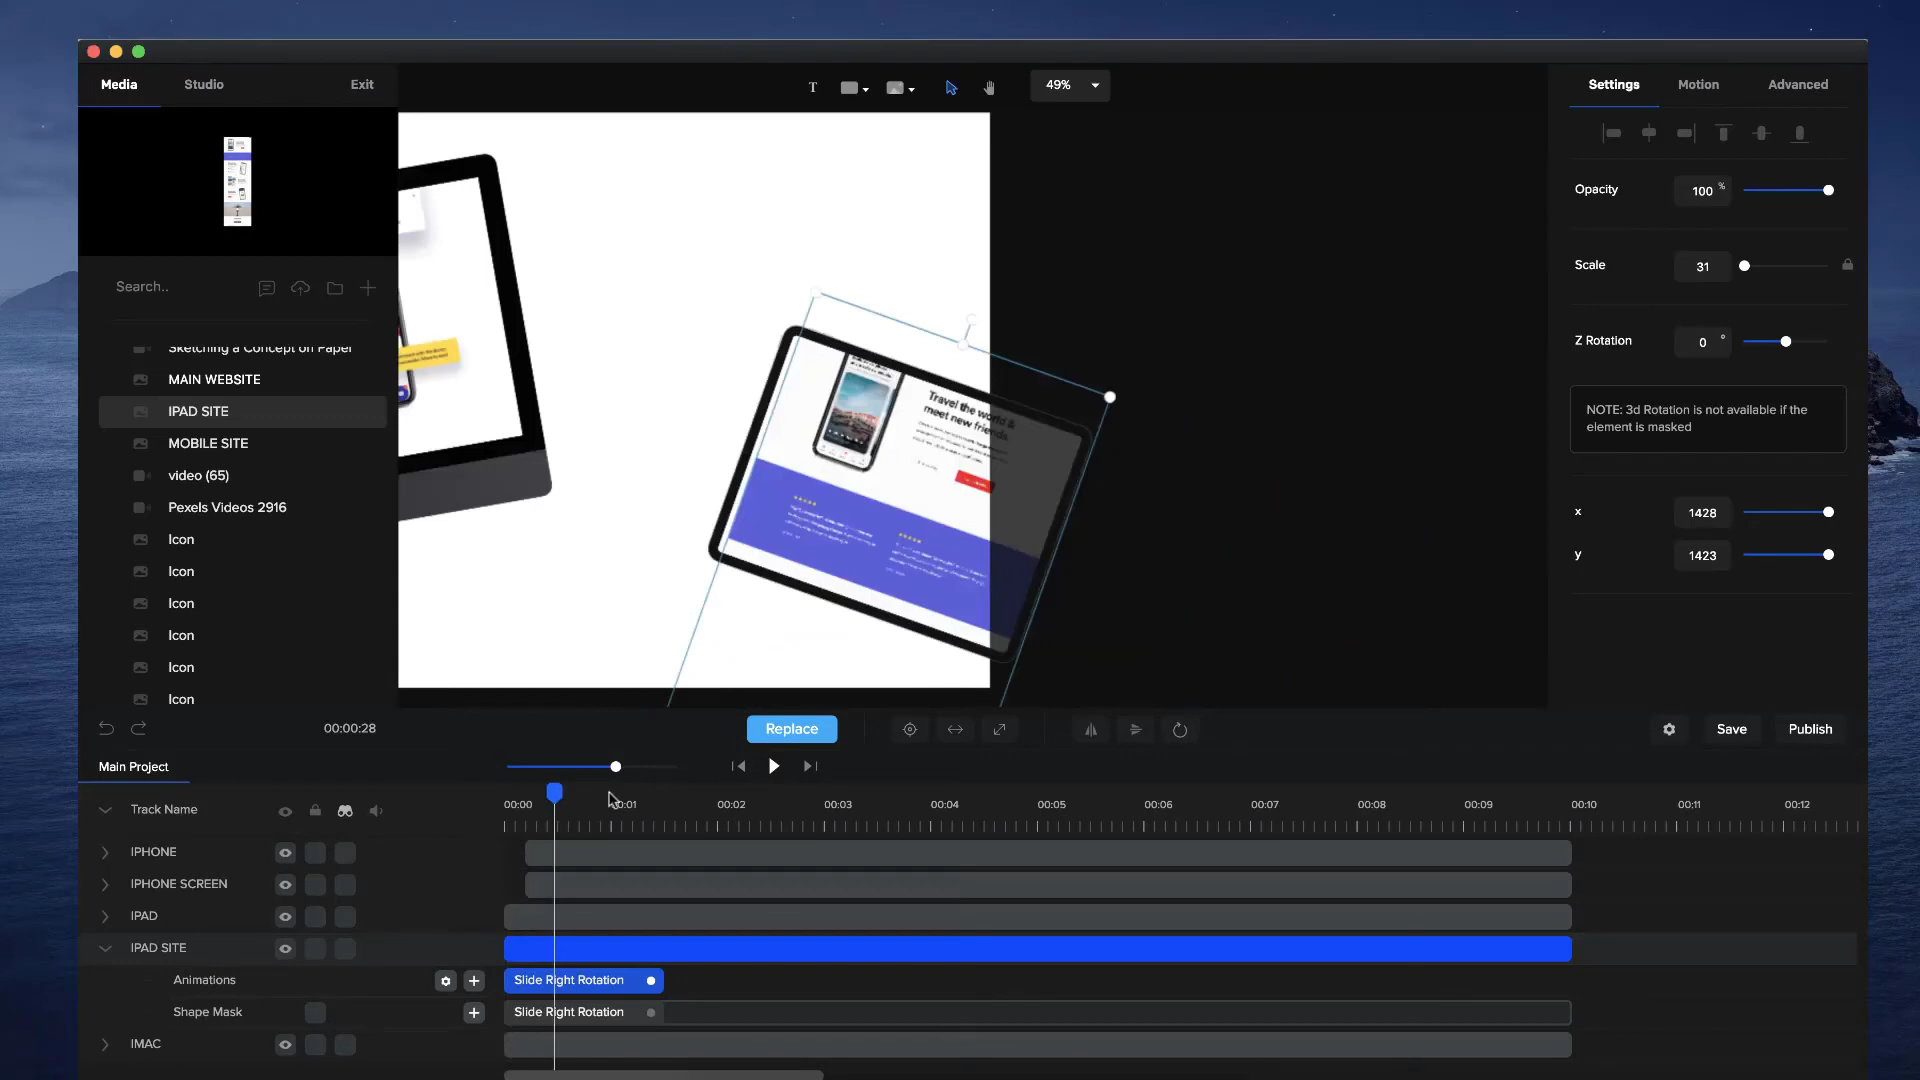 Media
Studio
Exit
T
49%
Settings
Motion
Advanced
Opacity
100 %
Scale
31
Z Rotation
0 °
NOTE: 3d Rotation is not available if the
element is masked
x
1428
y
1423
Search..
Sketching a Concept on Paper
MAIN WEBSITE
IPAD SITE
MOBILE SITE
video (65)
Pexels Videos 2916
Icon
Icon
Icon
Icon
Icon
Icon
Travel the world &
meet new friends.
00:00:28
Replace
Save
Publish
Main Project
Track Name
00:00
00:01
00:02
00:03
00:04
00:05
00:06
00:07
00:08
00:09
00:10
00:11
00:12
IPHONE
IPHONE SCREEN
IPAD
IPAD SITE
Animations
Slide Right Rotation
Shape Mask
Slide Right Rotation
IMAC